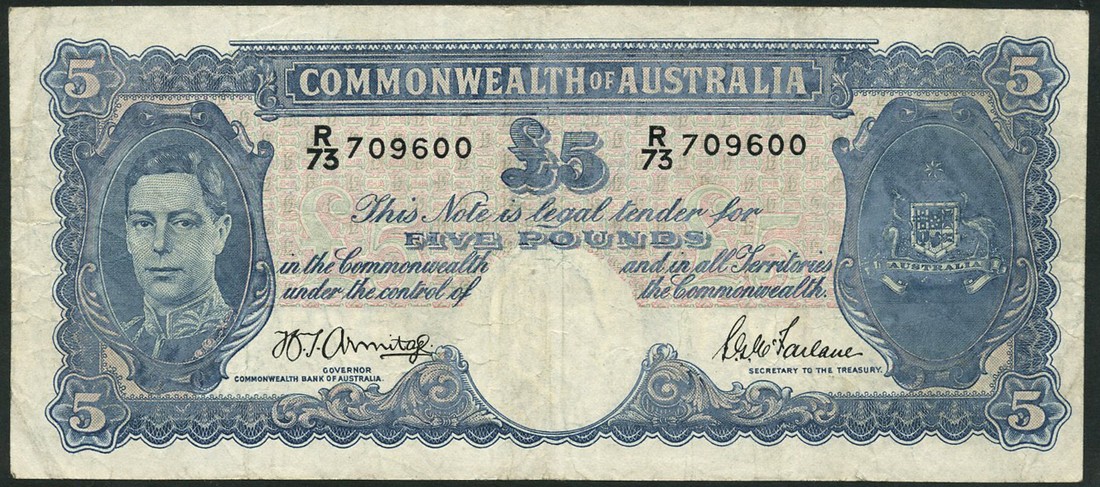 5 5
COMMONWEALTH OF AUSTRALIA
R/73 709600 £5 R/73 709600
This Note is legal tender for
FIVE POUNDS
in the Commonwealth and in all Territories
under the control of the Commonwealth.
AUSTRALIA
H.T. Armitage. S.G. McFarlane
GOVERNOR
COMMONWEALTH BANK OF AUSTRALIA. SECRETARY TO THE TREASURY.
5 5